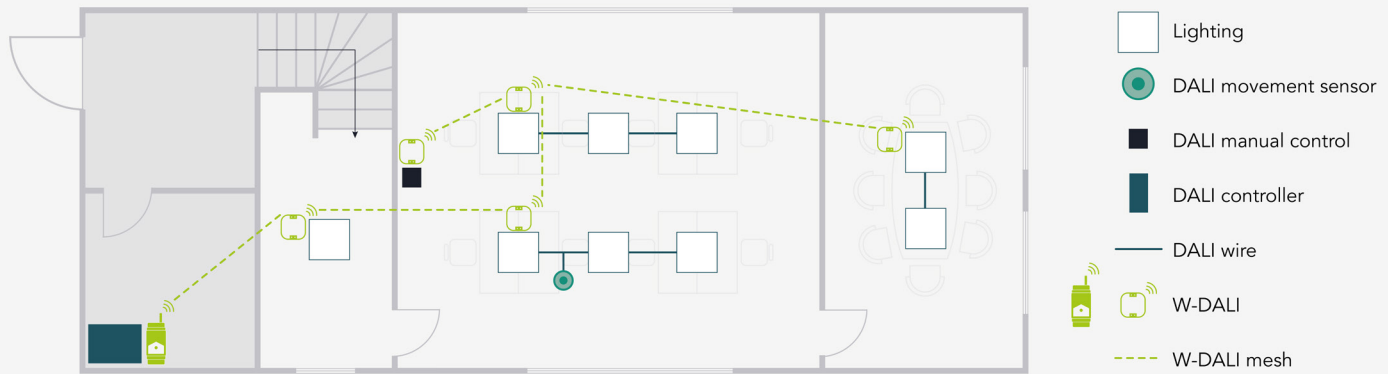 Lighting
DALI movement sensor
DALI manual control
DALI controller
DALI wire
W-DALI
W-DALI mesh